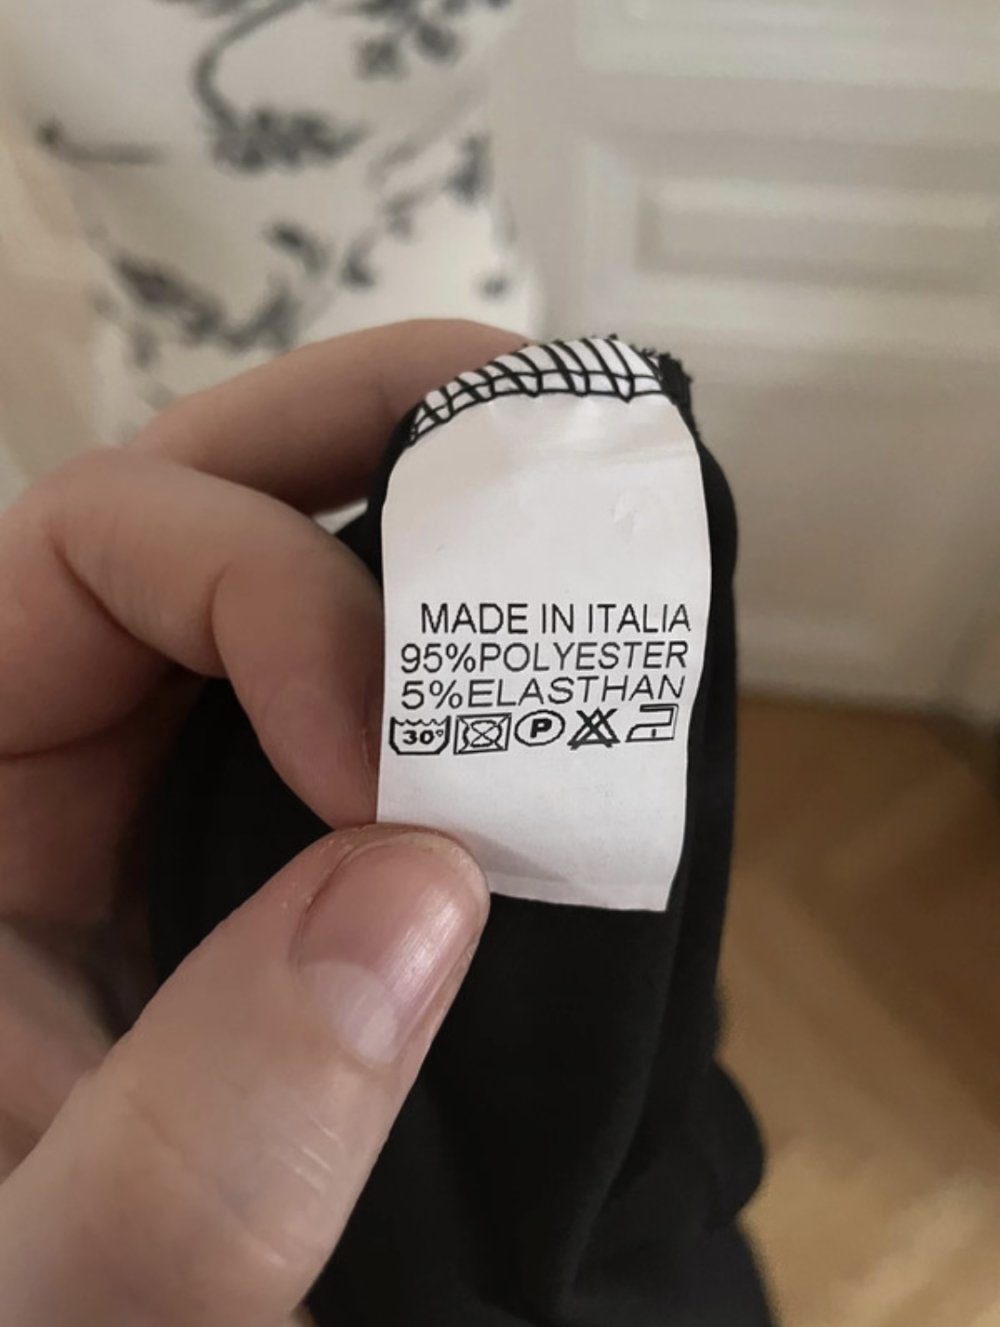 MADE IN ITALIA
95%POLYESTER
5%ELASTHAN
30° P